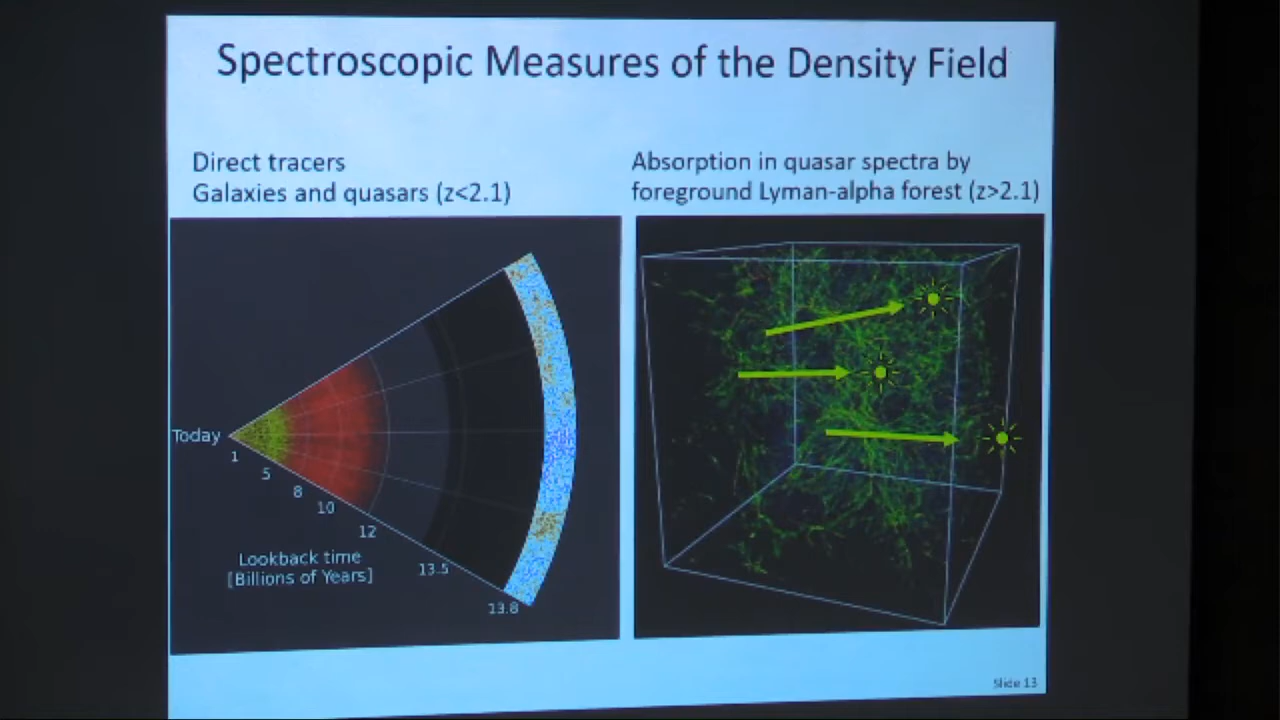 Spectroscopic Measures of the Density Field
Direct tracers
Galaxies and quasars (z<2.1)
Absorption in quasar spectra by
foreground Lyman-alpha forest (z>2.1)
Today
1
5
8
10
12
13.5
13.8
Lookback time
[Billions of Years]
Slide 13